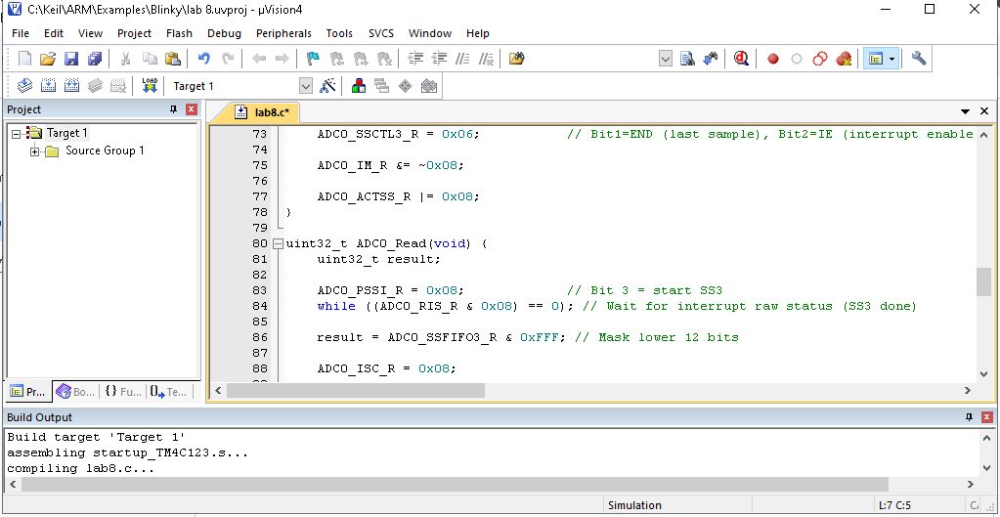 C:\Keil\ARM\Examples\Blinky\lab 8.uvproj - µVision4
File Edit View Project Flash Debug Peripherals Tools SVCS Window Help
LOAD Target 1
Project
lab8.c*
Target 1
Source Group 1
73 ADC0_SSCTL3_R = 0x06; // Bit1=END (last sample), Bit2=IE (interrupt enable
74
75 ADC0_IM_R &= ~0x08;
76
77 ADC0_ACTSS_R |= 0x08;
78 }
79
80 uint32_t ADC0_Read(void) {
81 uint32_t result;
82
83 ADC0_PSSI_R = 0x08; // Bit 3 = start SS3
84 while ((ADC0_RIS_R & 0x08) == 0); // Wait for interrupt raw status (SS3 done)
85
86 result = ADC0_SSFIFO3_R & 0xFFF; // Mask lower 12 bits
87
88 ADC0_ISC_R = 0x08;
Pr... Bo... {} Fu... Te...
Build Output
Build target 'Target 1'
assembling startup_TM4C123.s...
compiling lab8.c...
Simulation L:7 C:5